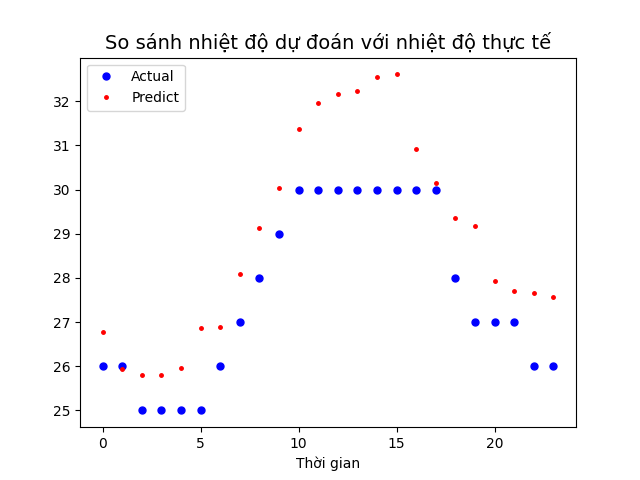 So sánh nhiệt độ dự đoán với nhiệt độ thực tế
Actual
Predict
32
31
30
29
28
27
26
25
0 5 10 15 20
Thời gian